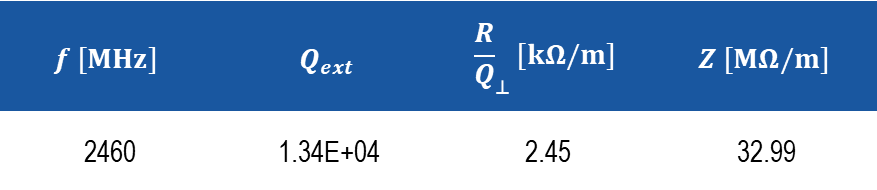 f [MHz] Q_ext R/Q_⊥ [kΩ/m] Z [MΩ/m]
2460 1.34E+04 2.45 32.99